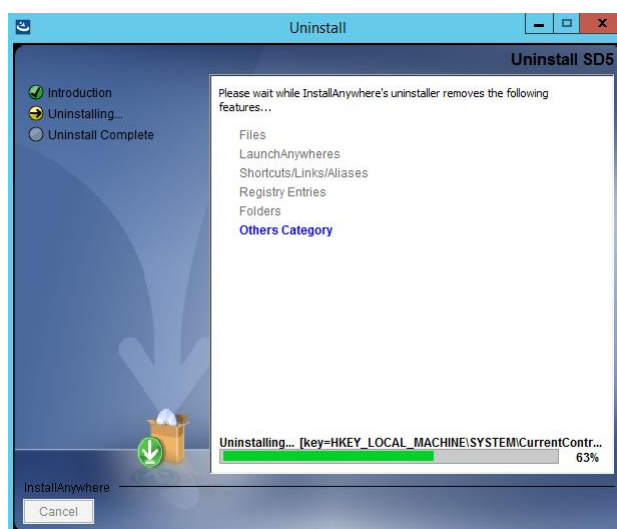 Uninstall
Uninstall SD5
Introduction
Uninstalling...
Uninstall Complete
Please wait while InstallAnywhere's uninstaller removes the following
features...
Files
LaunchAnywheres
Shortcuts/Links/Aliases
Registry Entries
Folders
Others Category
Uninstalling... [key=HKEY_LOCAL_MACHINE\SYSTEM\CurrentContr...
63%
InstallAnywhere
Cancel